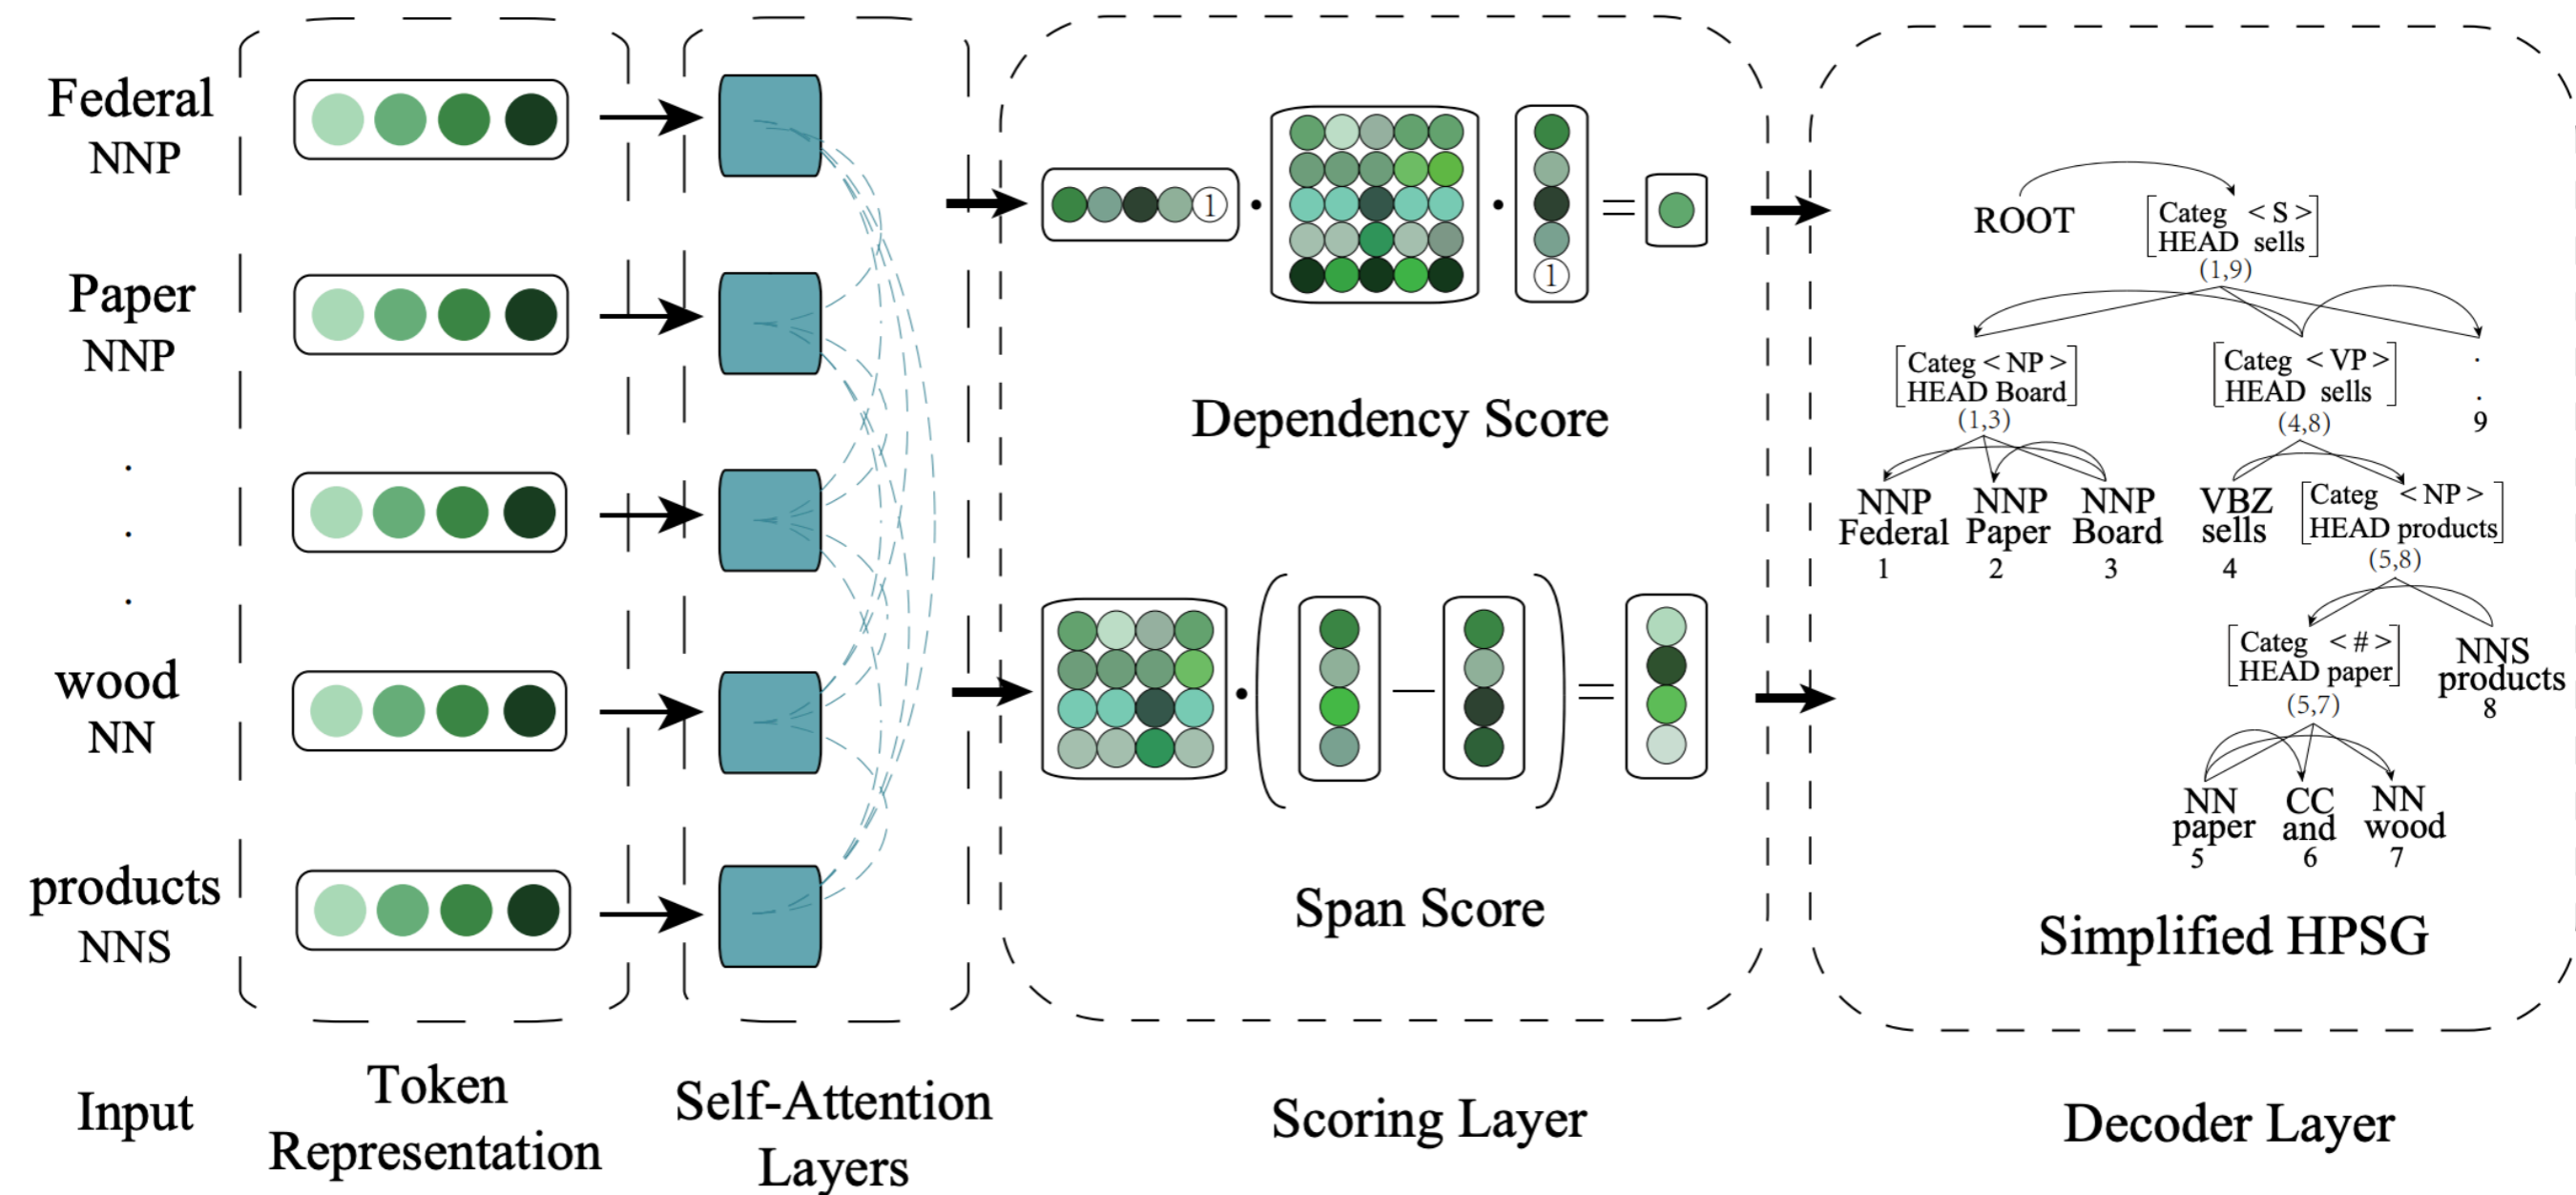 Federal
NNP
Paper
NNP
.
.
.
wood
NN
products
NNS
Input
Token
Representation
Self-Attention
Layers
1
·
·
1
=
Dependency Score
·
(
—
)
=
Span Score
Scoring Layer
ROOT
[Categ < S >]
[HEAD sells]
(1,9)
[Categ < NP >]
[HEAD Board]
(1,3)
[Categ < VP >]
[HEAD sells]
(4,8)
.
.
9
NNP
Federal
1
NNP
Paper
2
NNP
Board
3
VBZ
sells
4
[Categ < NP >]
[HEAD products]
(5,8)
[Categ < # >]
[HEAD paper]
(5,7)
NNS
products
8
NN
paper
5
CC
and
6
NN
wood
7
Simplified HPSG
Decoder Layer